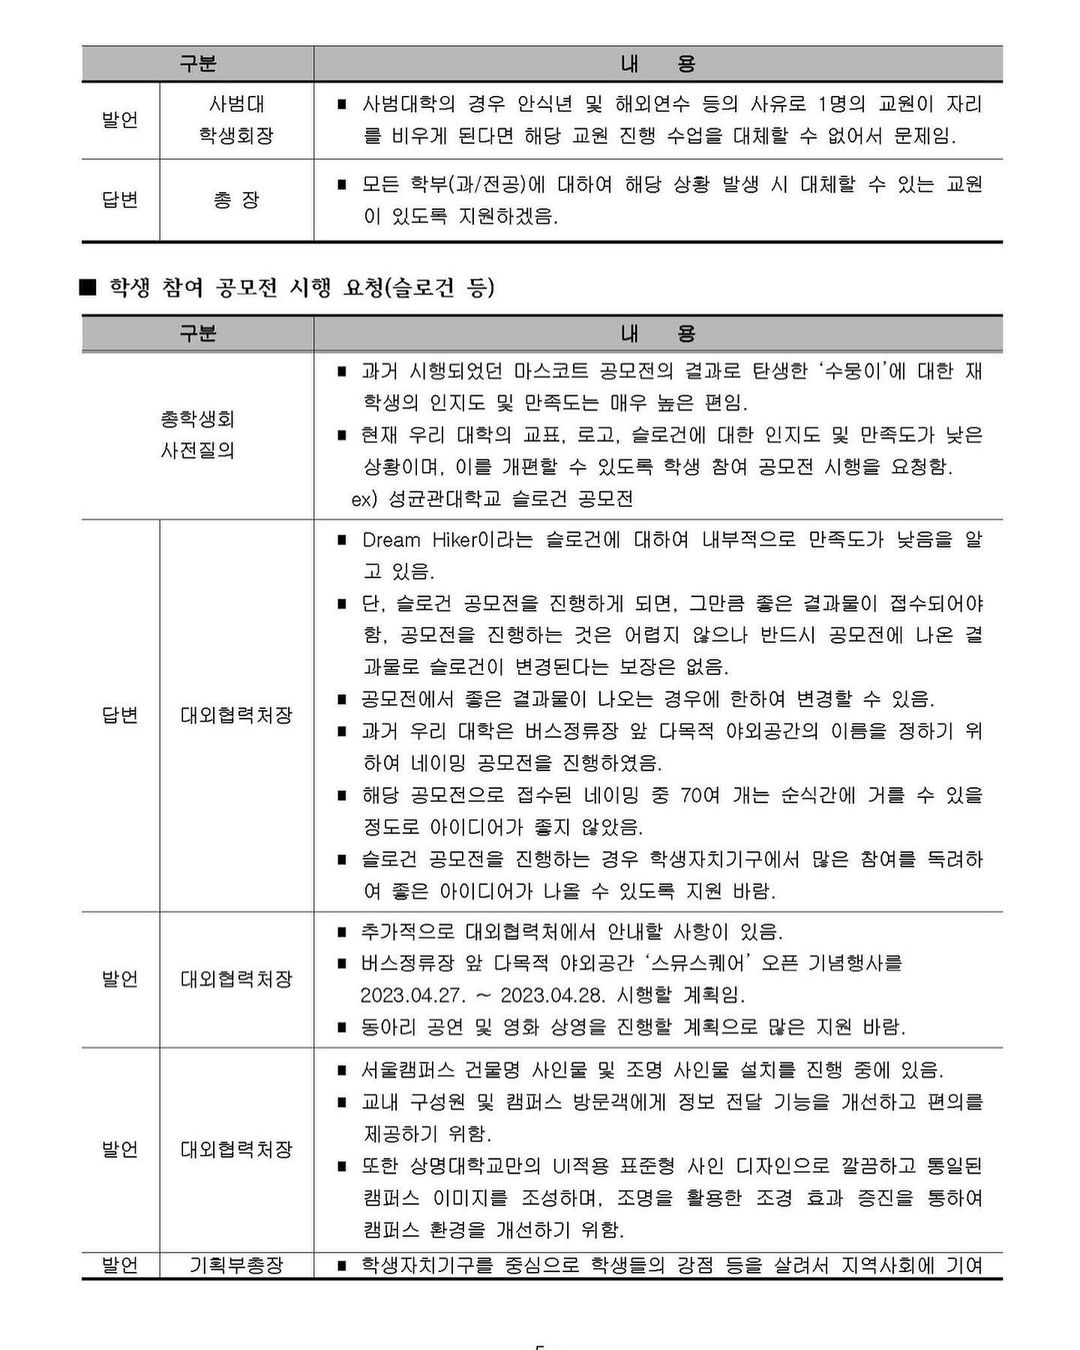 구분 내 용
발언 사범대 학생회장
■ 사범대학의 경우 안식년 및 해외연수 등의 사유로 1명의 교원이 자리
를 비우게 된다면 해당 교원 진행 수업을 대체할 수 없어서 문제임.
답변 총 장
■ 모든 학부(과/전공)에 대하여 해당 상황 발생 시 대체할 수 있는 교원
이 있도록 지원하겠음.
■ 학생 참여 공모전 시행 요청(슬로건 등)
구분 내 용
총학생회
사전질의
■ 과거 시행되었던 마스코트 공모전의 결과로 탄생한 ‘수뭉이’에 대한 재
학생의 인지도 및 만족도는 매우 높은 편임.
■ 현재 우리 대학의 교표, 로고, 슬로건에 대한 인지도 및 만족도가 낮은
상황이며, 이를 개편할 수 있도록 학생 참여 공모전 시행을 요청함.
ex) 성균관대학교 슬로건 공모전
답변 대외협력처장
■ Dream Hiker이라는 슬로건에 대하여 내부적으로 만족도가 낮음을 알
고 있음.
■ 단, 슬로건 공모전을 진행하게 되면, 그만큼 좋은 결과물이 접수되어야
함, 공모전을 진행하는 것은 어렵지 않으나 반드시 공모전에 나온 결
과물로 슬로건이 변경된다는 보장은 없음.
■ 공모전에서 좋은 결과물이 나오는 경우에 한하여 변경할 수 있음.
■ 과거 우리 대학은 버스정류장 앞 다목적 야외공간의 이름을 정하기 위
하여 네이밍 공모전을 진행하였음.
■ 해당 공모전으로 접수된 네이밍 중 70여 개는 순식간에 거를 수 있을
정도로 아이디어가 좋지 않았음.
■ 슬로건 공모전을 진행하는 경우 학생자치기구에서 많은 참여를 독려하
여 좋은 아이디어가 나올 수 있도록 지원 바람.
발언 대외협력처장
■ 추가적으로 대외협력처에서 안내할 사항이 있음.
■ 버스정류장 앞 다목적 야외공간 ‘스뮤스퀘어’ 오픈 기념행사를
2023.04.27. ~ 2023.04.28. 시행할 계획임.
■ 동아리 공연 및 영화 상영을 진행할 계획으로 많은 지원 바람.
발언 대외협력처장
■ 서울캠퍼스 건물명 사인물 및 조명 사인물 설치를 진행 중에 있음.
■ 교내 구성원 및 캠퍼스 방문객에게 정보 전달 기능을 개선하고 편의를
제공하기 위함.
■ 또한 상명대학교만의 UI적용 표준형 사인 디자인으로 깔끔하고 통일된
캠퍼스 이미지를 조성하며, 조명을 활용한 조경 효과 증진을 통하여
캠퍼스 환경을 개선하기 위함.
발언 기획부총장
■ 학생자치기구를 중심으로 학생들의 강점 등을 살려서 지역사회에 기여